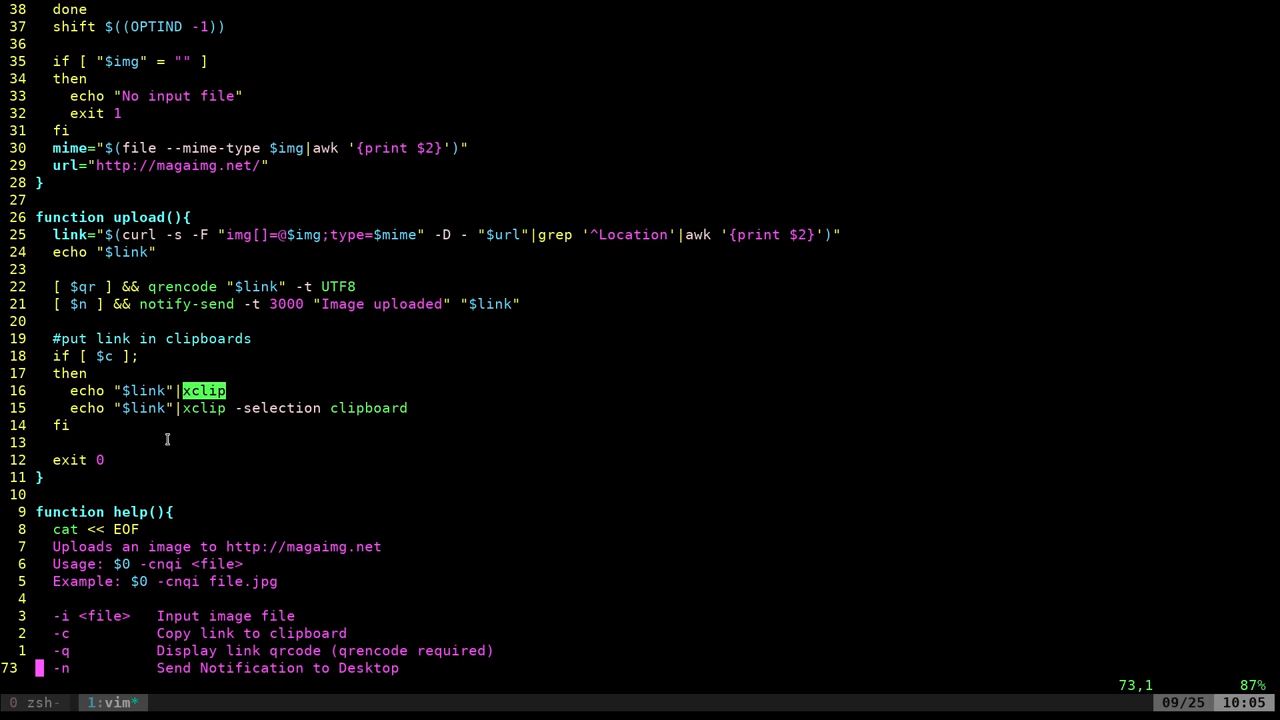 38   done
37   shift $((OPTIND -1))
36
35   if [ "$img" = "" ]
34   then
33     echo "No input file"
32     exit 1
31   fi
30   mime="$(file --mime-type $img|awk '{print $2}')"
29   url="http://magaimg.net/"
28 }
27
26 function upload(){
25   link="$(curl -s -F "img[]=@$img;type=$mime" -D - "$url"|grep '^Location'|awk '{print $2}')"
24   echo "$link"
23
22   [ $qr ] && qrencode "$link" -t UTF8
21   [ $n ] && notify-send -t 3000 "Image uploaded" "$link"
20
19   #put link in clipboards
18   if [ $c ];
17   then
16     echo "$link"|xclip
15     echo "$link"|xclip -selection clipboard
14   fi
13
12   exit 0
11 }
10
9 function help(){
8   cat << EOF
7   Uploads an image to http://magaimg.net
6   Usage: $0 -cnqi <file>
5   Example: $0 -cnqi file.jpg
4
3   -i <file>   Input image file
2   -c          Copy link to clipboard
1   -q          Display link qrcode (qrencode required)
73   -n          Send Notification to Desktop
73,1 87%
0 zsh- 1:vim* 09/25 10:05